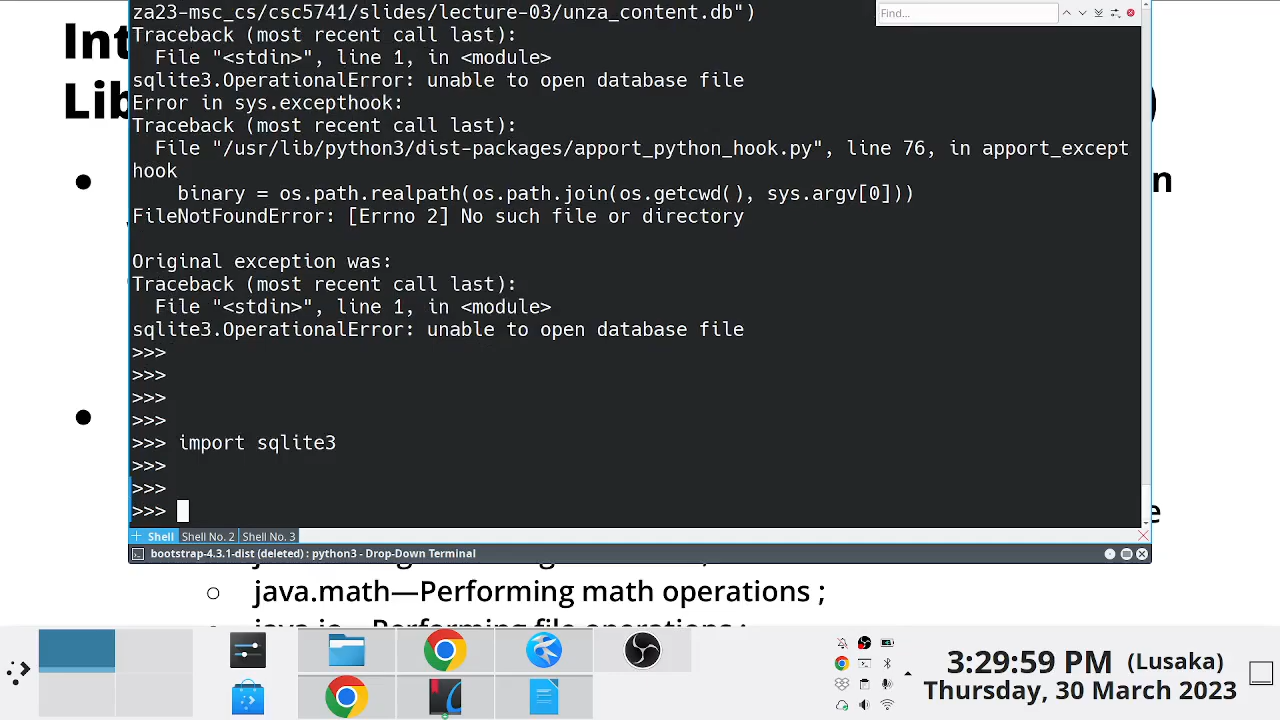 za23-msc_cs/csc5741/slides/lecture-03/unza_content.db")
Find...
Traceback (most recent call last):
Int
File "<stdin>", line 1, in <module>
sqlite3.OperationalError: unable to open database file
Lib
)
Error in sys.excepthook:
Traceback (most recent call last):
File "/usr/lib/python3/dist-packages/apport_python_hook.py", line 76, in apport_except
hook
• n
binary = os.path.realpath(os.path.join(os.getcwd(), sys.argv[0]))
FileNotFoundError: [Errno 2] No such file or directory
Original exception was:
Traceback (most recent call last):
File "<stdin>", line 1, in <module>
sqlite3.OperationalError: unable to open database file
>>>
>>>
>>>
>>>
•
>>> import sqlite3
>>>
>>>
>>>
e
Shell Shell No. 2 Shell No. 3
bootstrap-4.3.1-dist (deleted) : python3 - Drop-Down Terminal
○ java.math—Performing math operations ;
java.io—Performing file operations ;
3:29:59 PM (Lusaka)
Thursday, 30 March 2023